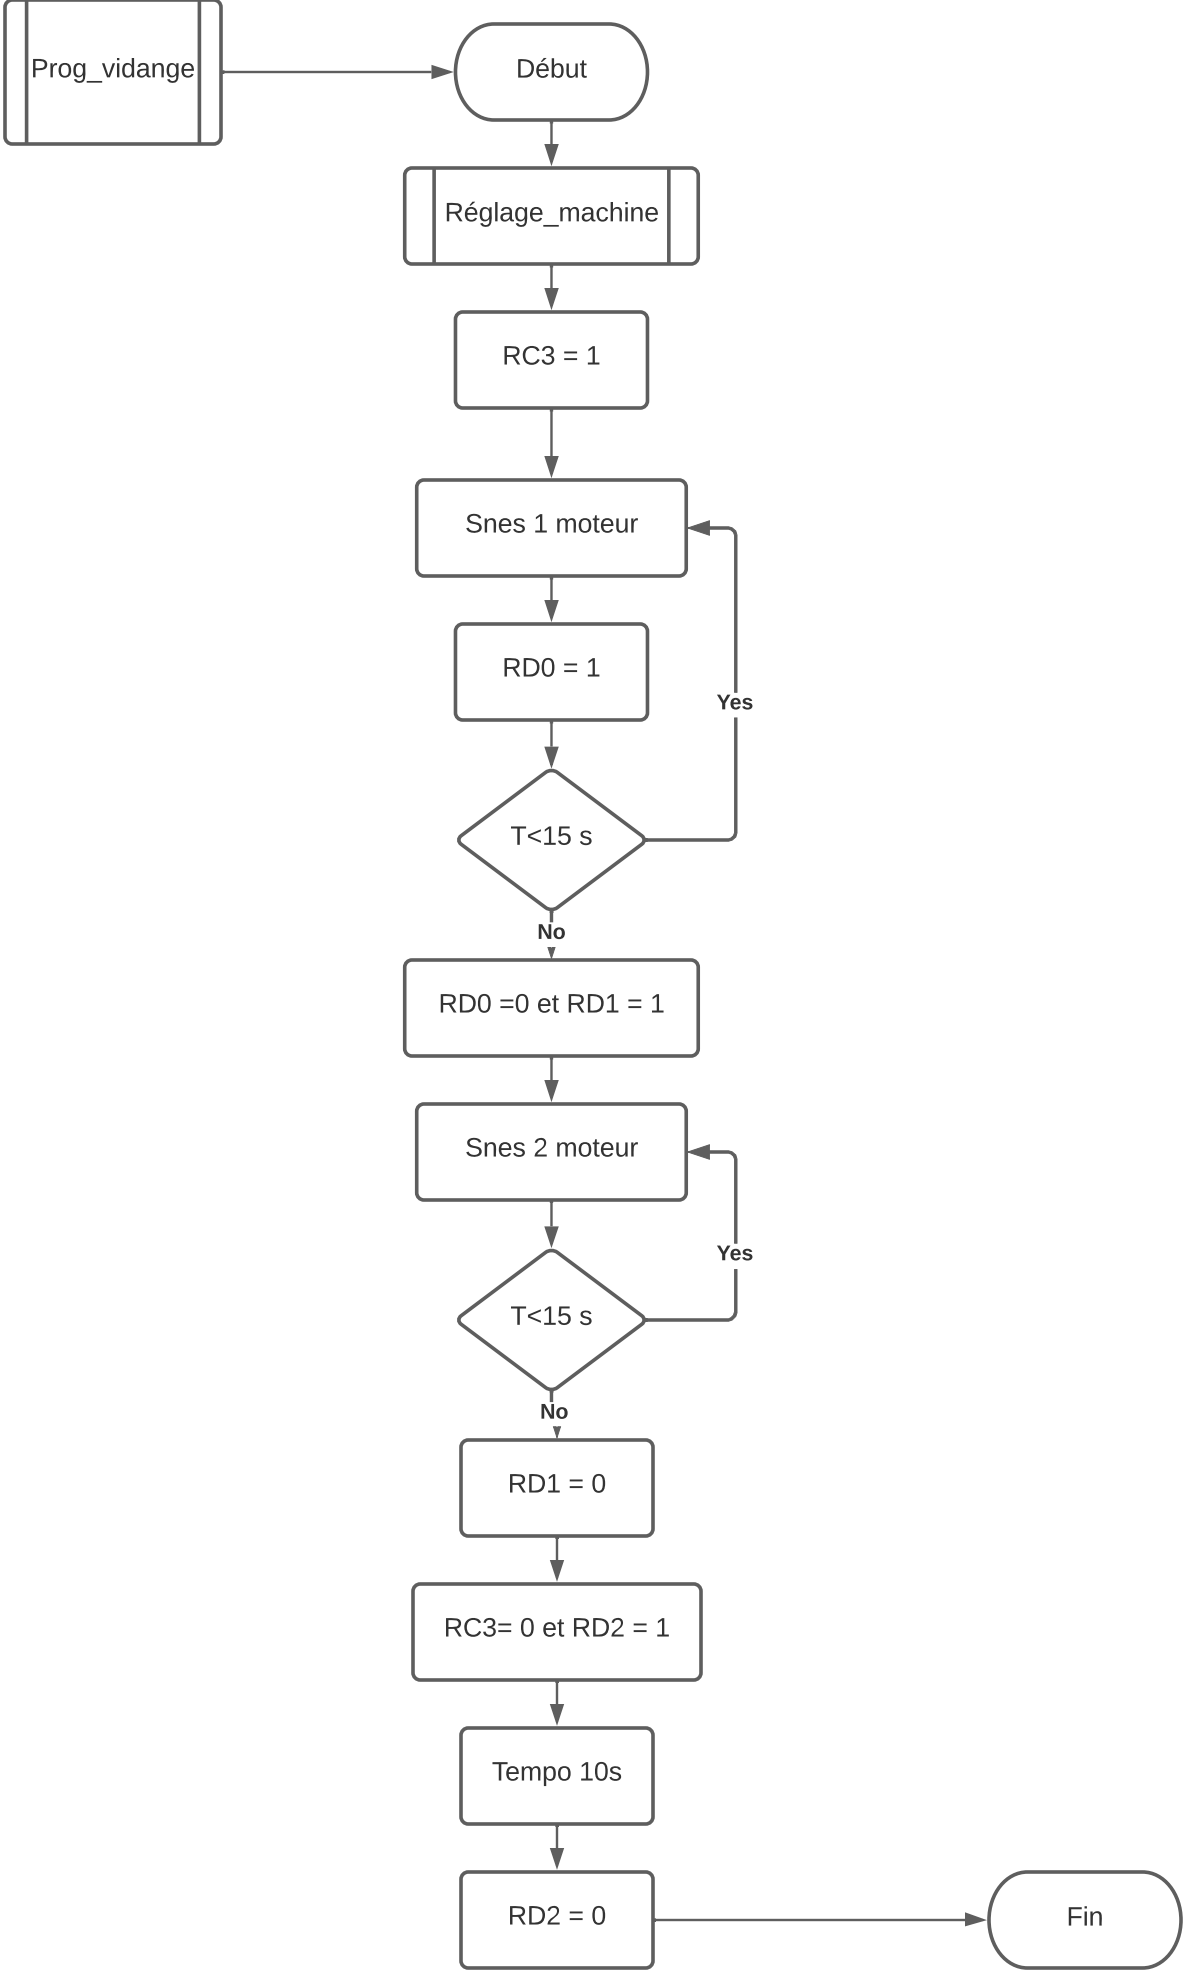 Prog_vidange
Début
Réglage_machine
RC3 = 1
Snes 1 moteur
RD0 = 1
Yes
T<15 s
No
RD0 =0 et RD1 = 1
Snes 2 moteur
Yes
T<15 s
No
RD1 = 0
RC3= 0 et RD2 = 1
Tempo 10s
RD2 = 0
Fin